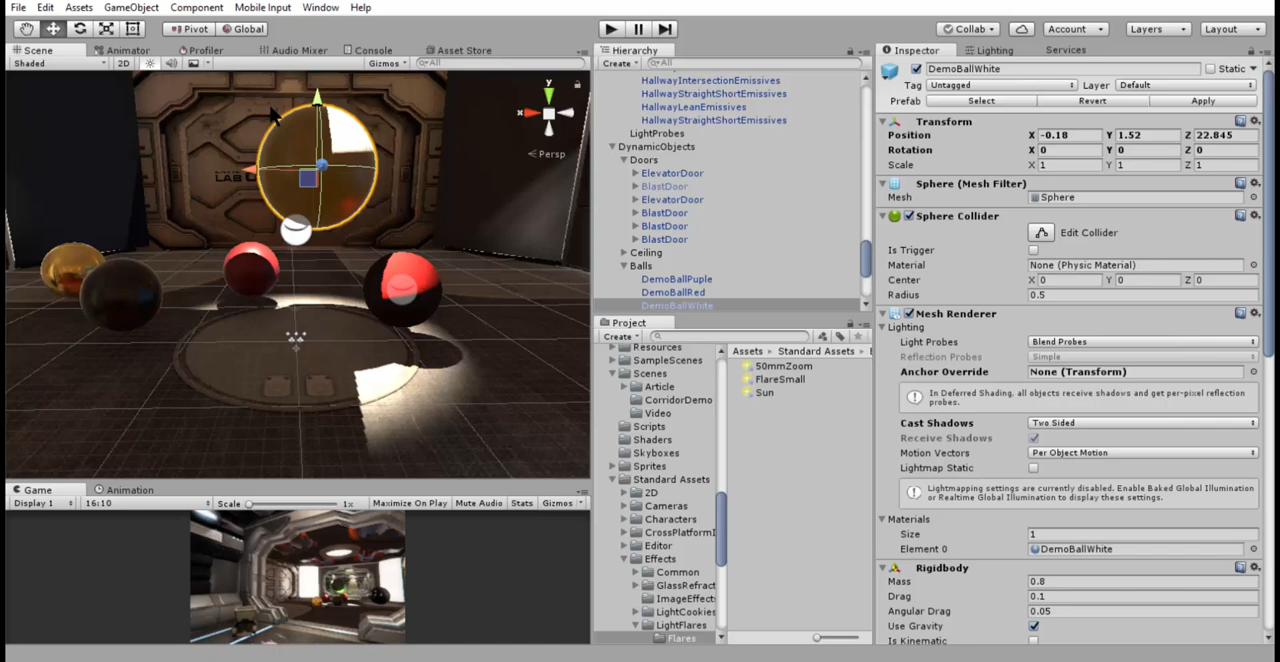 File Edit Assets GameObject Component Mobile Input Window Help
Pivot Global Collab Account Layers Layout
Scene Animator Profiler Audio Mixer Console Asset Store
Shaded 2D Gizmos All
y
x
Persp
LAB
Game Animation
Display 1 16:10 Scale 1x Maximize On Play Mute Audio Stats Gizmos
Hierarchy
Create All
HallwayIntersectionEmissives
HallwayStraightShortEmissives
HallwayLeanEmissives
HallwayStraightShortEmissives
LightProbes
DynamicObjects
Doors
ElevatorDoor
BlastDoor
ElevatorDoor
BlastDoor
BlastDoor
BlastDoor
Ceiling
Balls
DemoBallPuple
DemoBallRed
DemoBallWhite
Project
Create
Resources
SampleScenes
Scenes
Article
CorridorDemo
Video
Scripts
Shaders
Skyboxes
Sprites
Standard Assets
2D
Cameras
Characters
CrossPlatformI
Editor
Effects
Common
GlassRefract
ImageEffect
LightCookies
LightFlares
Flares
Assets Standard Assets
50mmZoom
FlareSmall
Sun
Inspector Lighting Services
DemoBallWhite Static
Tag Untagged Layer Default
Prefab Select Revert Apply
Transform
Position X -0.18 Y 1.52 Z 22.845
Rotation X 0 Y 0 Z 0
Scale X 1 Y 1 Z 1
Sphere (Mesh Filter)
Mesh Sphere
Sphere Collider
Edit Collider
Is Trigger
Material None (Physic Material)
Center X 0 Y 0 Z 0
Radius 0.5
Mesh Renderer
Lighting
Light Probes Blend Probes
Reflection Probes Simple
Anchor Override None (Transform)
In Deferred Shading, all objects receive shadows and get per-pixel reflection
probes.
Cast Shadows Two Sided
Receive Shadows
Motion Vectors Per Object Motion
Lightmap Static
Lightmapping settings are currently disabled. Enable Baked Global Illumination
or Realtime Global Illumination to display these settings.
Materials
Size 1
Element 0 DemoBallWhite
Rigidbody
Mass 0.8
Drag 0.1
Angular Drag 0.05
Use Gravity
Is Kinematic